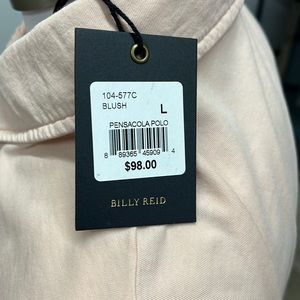 104-577C
BLUSH L
PENSACOLA POLO
8 89365 45909 4
$98.00
BILLY REID